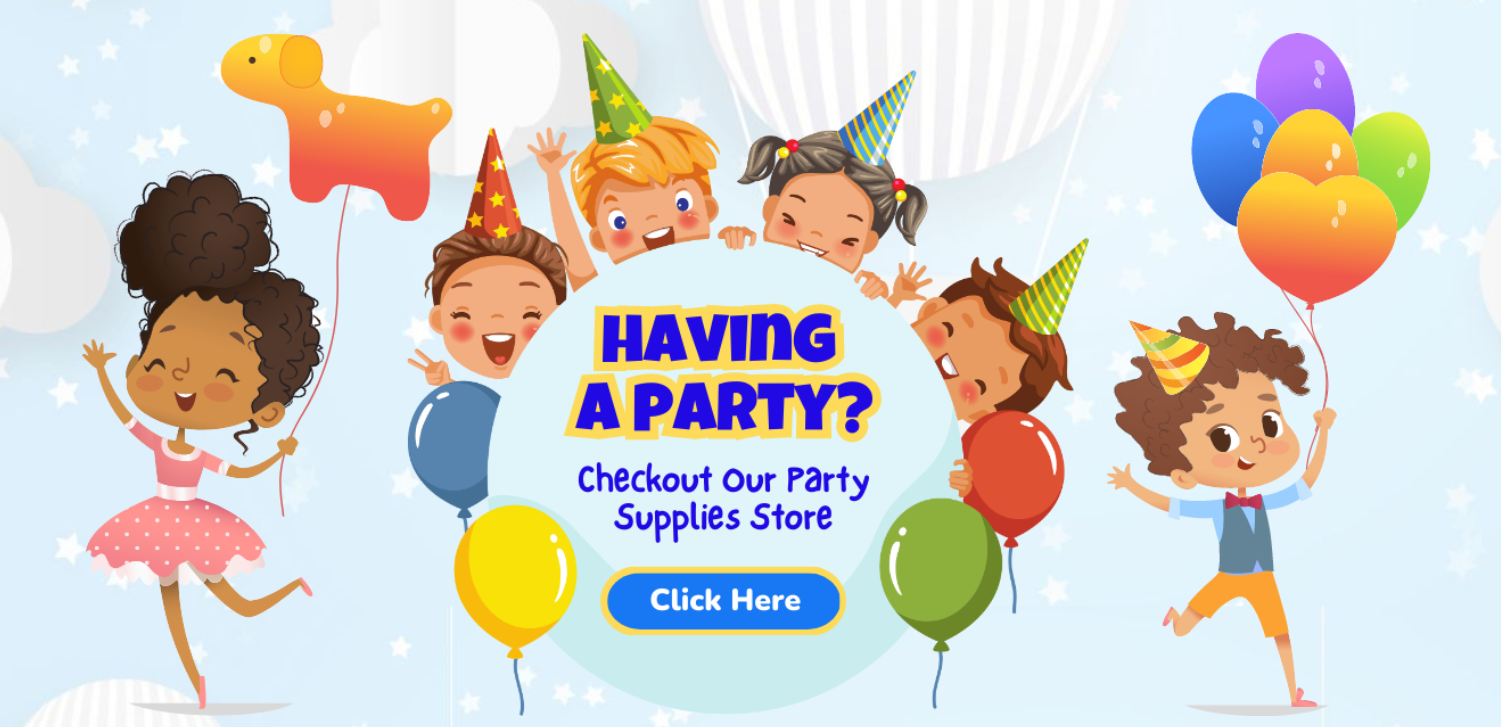 HAVING
A PARTY?
Checkout Our Party
Supplies Store
Click Here